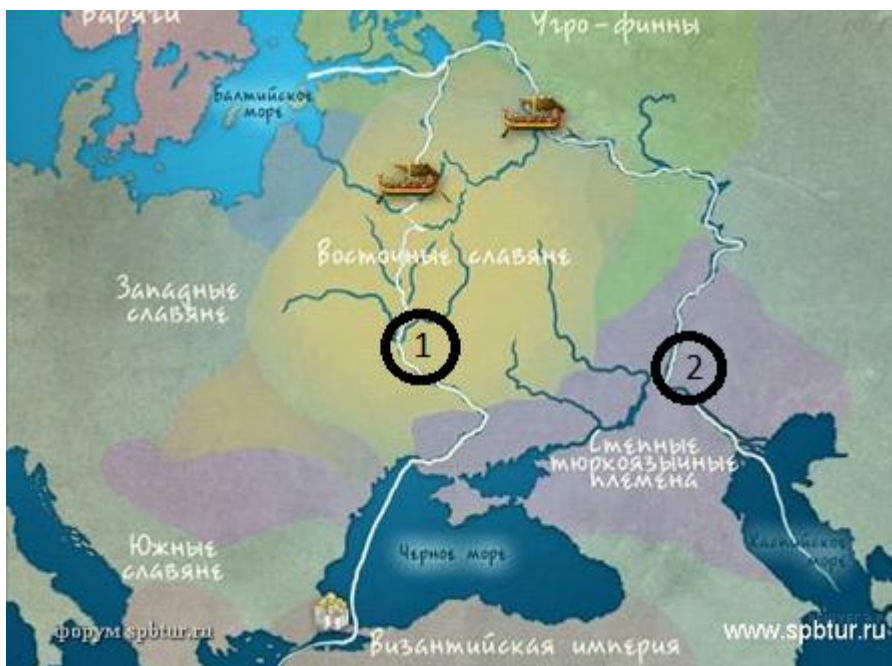 Варяги
Угро-финны
Балтийское
море
Восточные славяне
Западные
славяне
1
2
Степные
тюркоязычные
племена
Южные
славяне
Черное море
Каспийское
море
форум spbtur.ru
Византийская империя
www.spbtur.ru